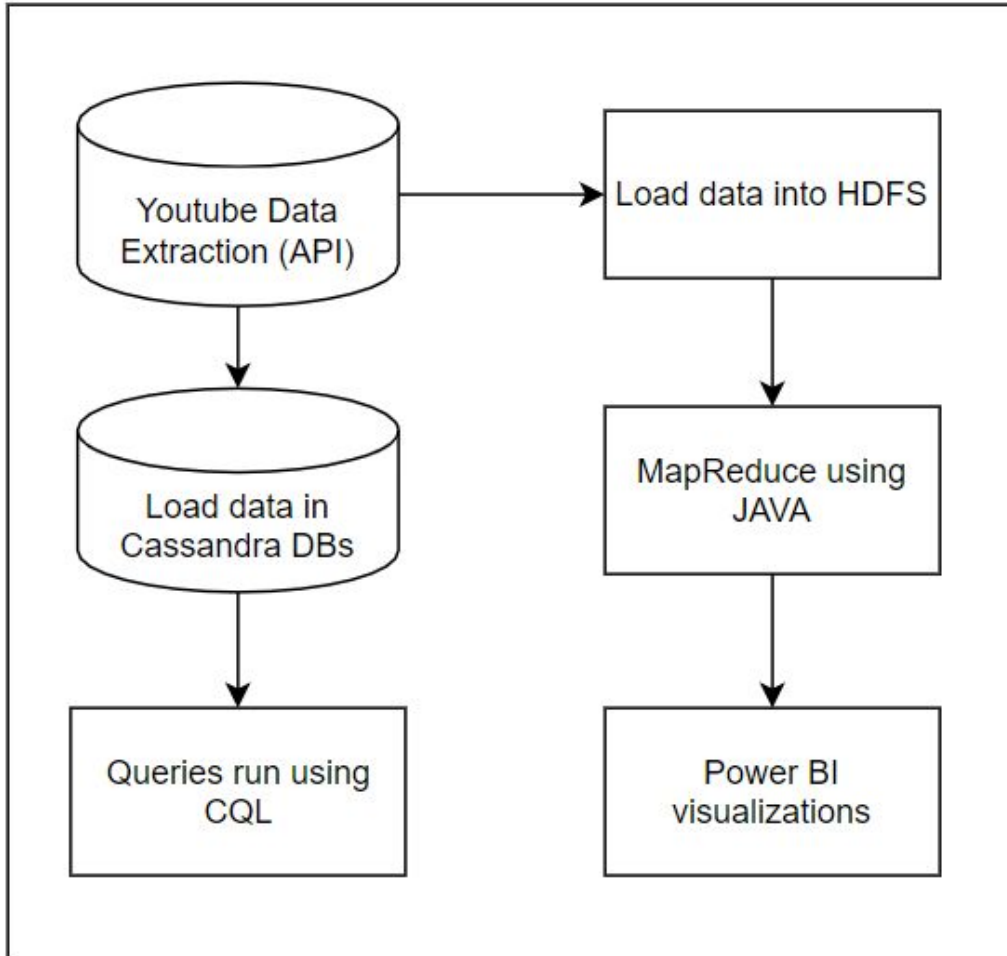 Youtube Data
Extraction (API)
Load data into HDFS
Load data in
Cassandra DBs
MapReduce using
JAVA
Queries run using
CQL
Power BI
visualizations